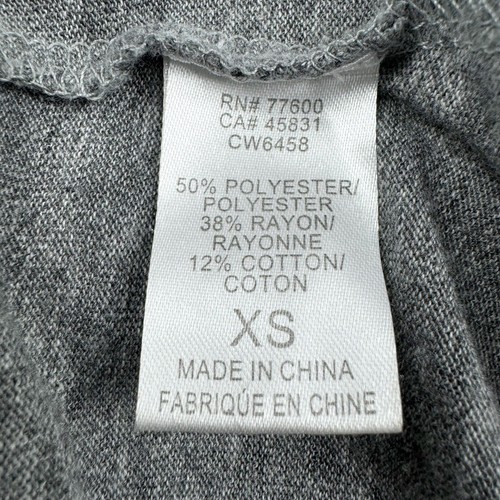 RN# 77600
CA# 45831
CW6458
50% POLYESTER/
POLYESTER
38% RAYON/
RAYONNE
12% COTTON/
COTON
XS
MADE IN CHINA
FABRIQÚE EN CHINE